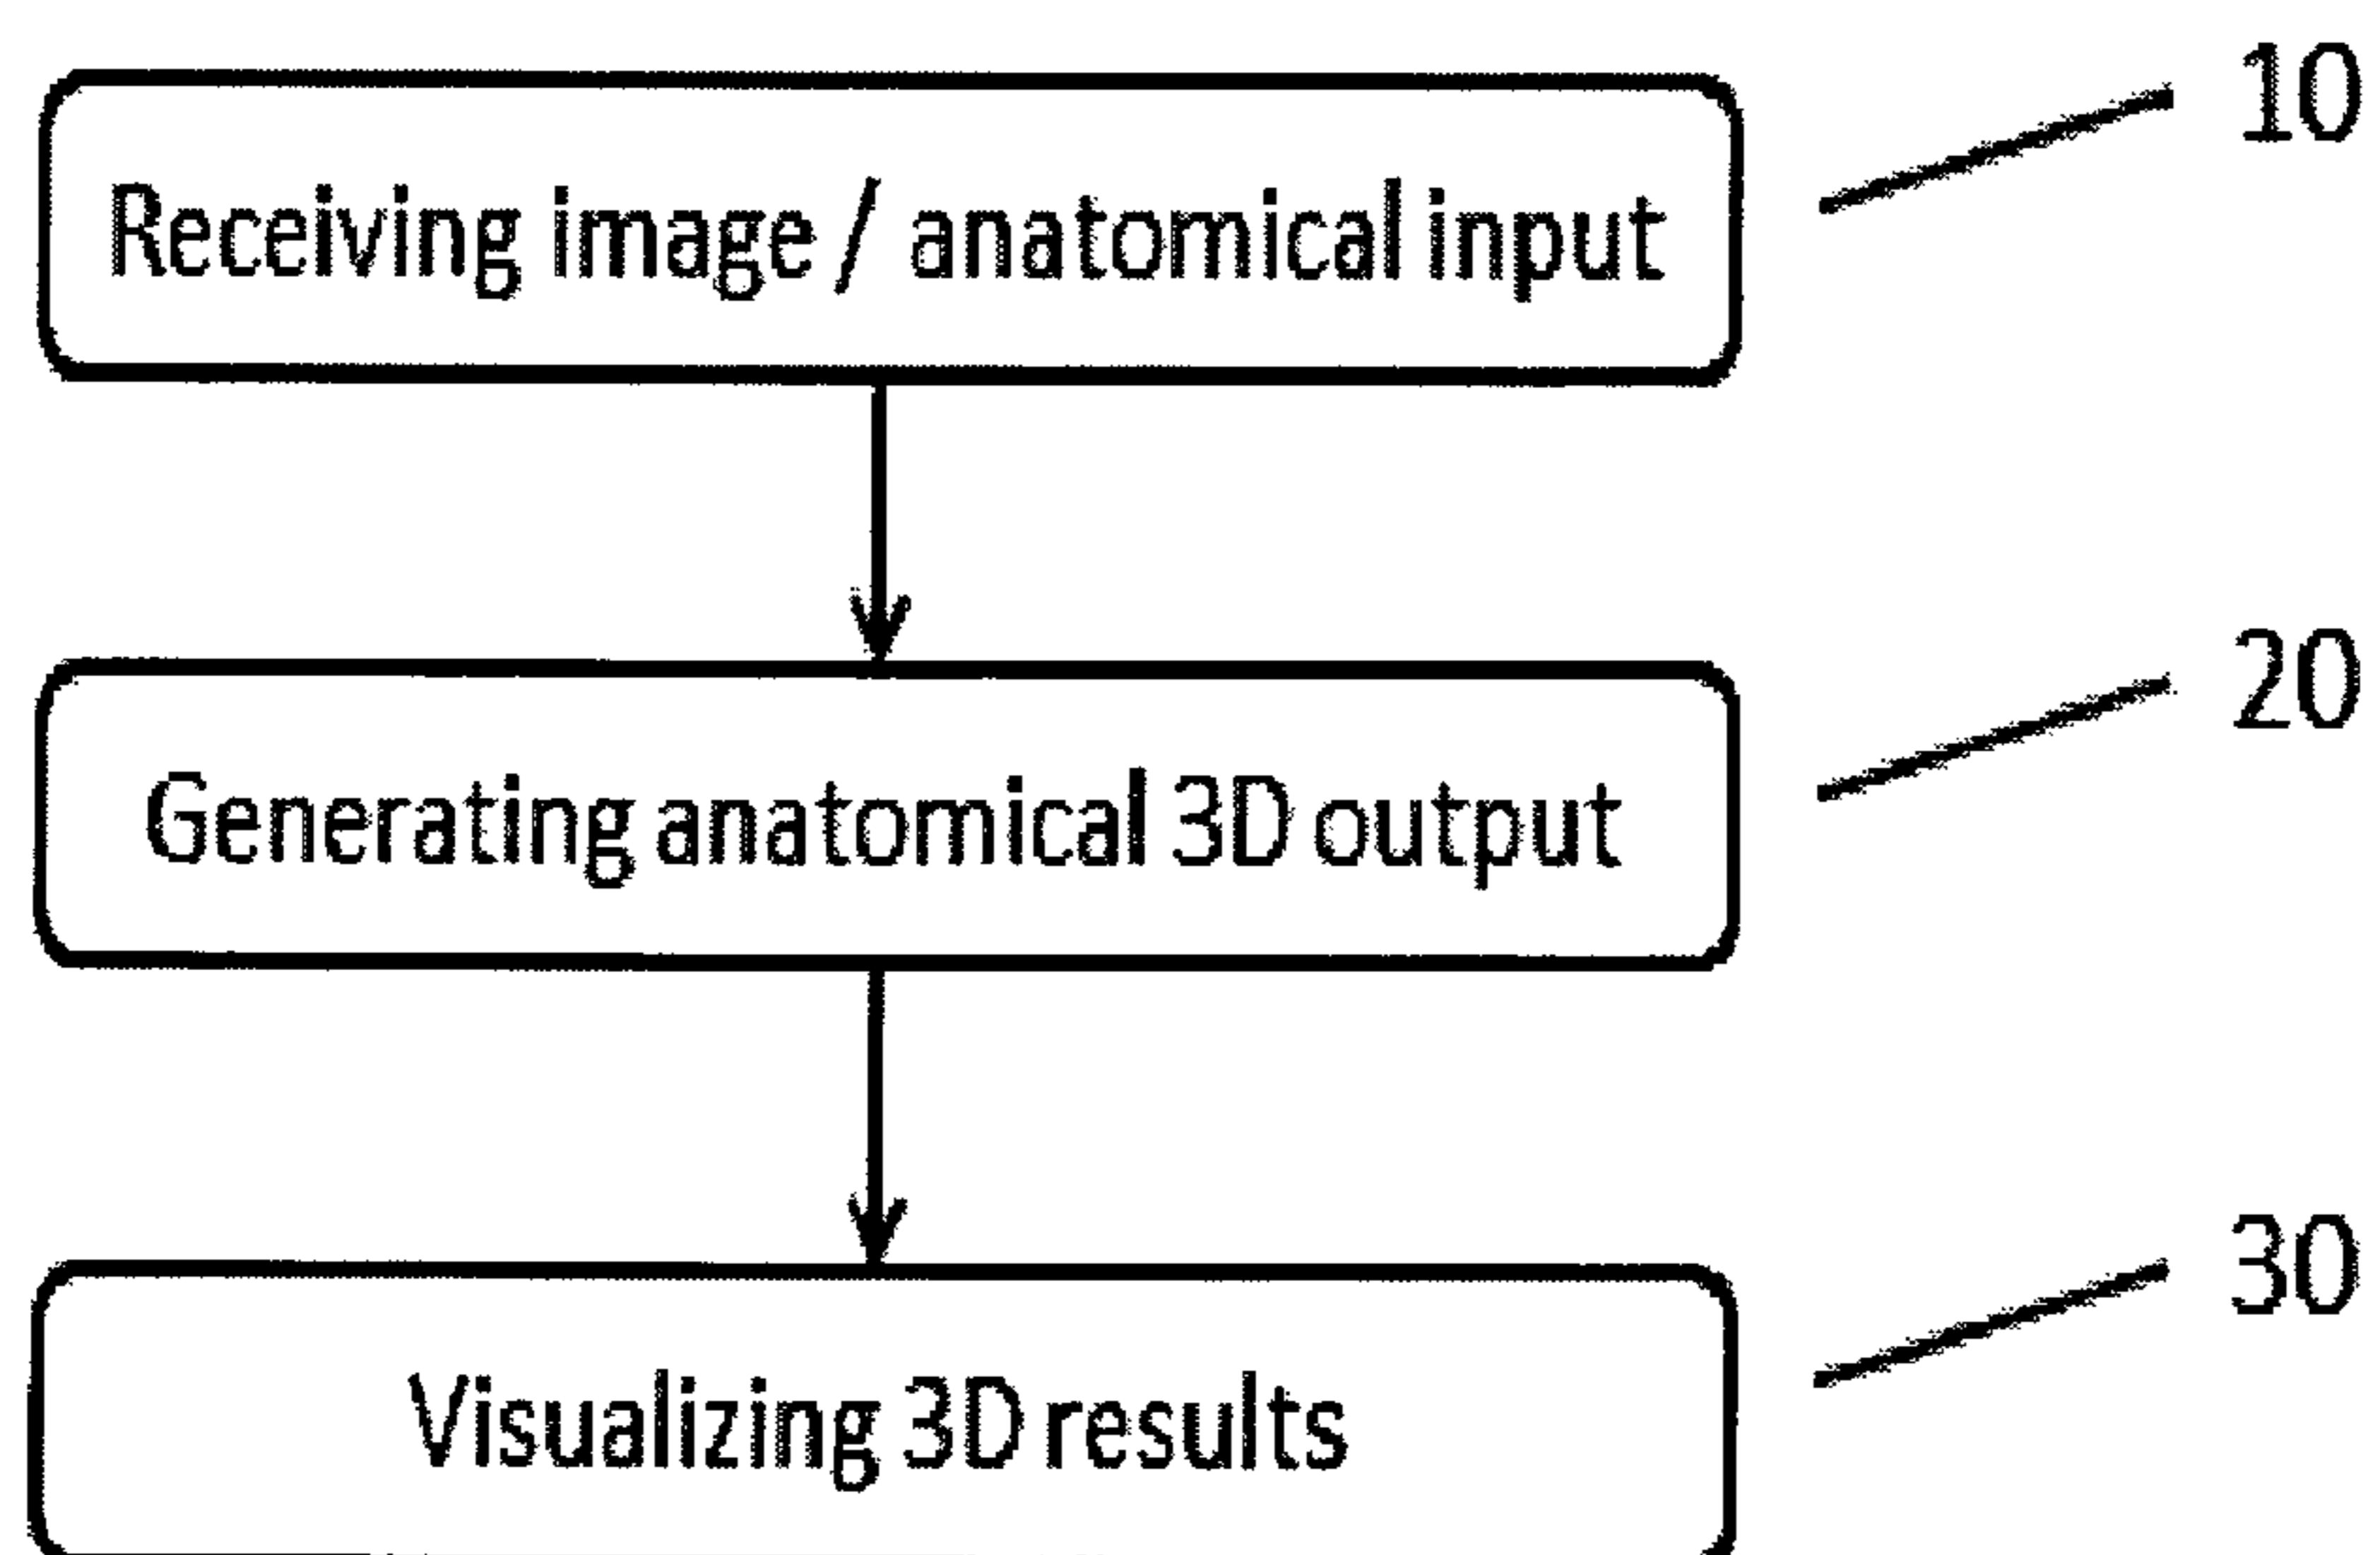 Receiving image / anatomical input
10
Generating anatomical 3D output
20
Visualizing 3D results
30